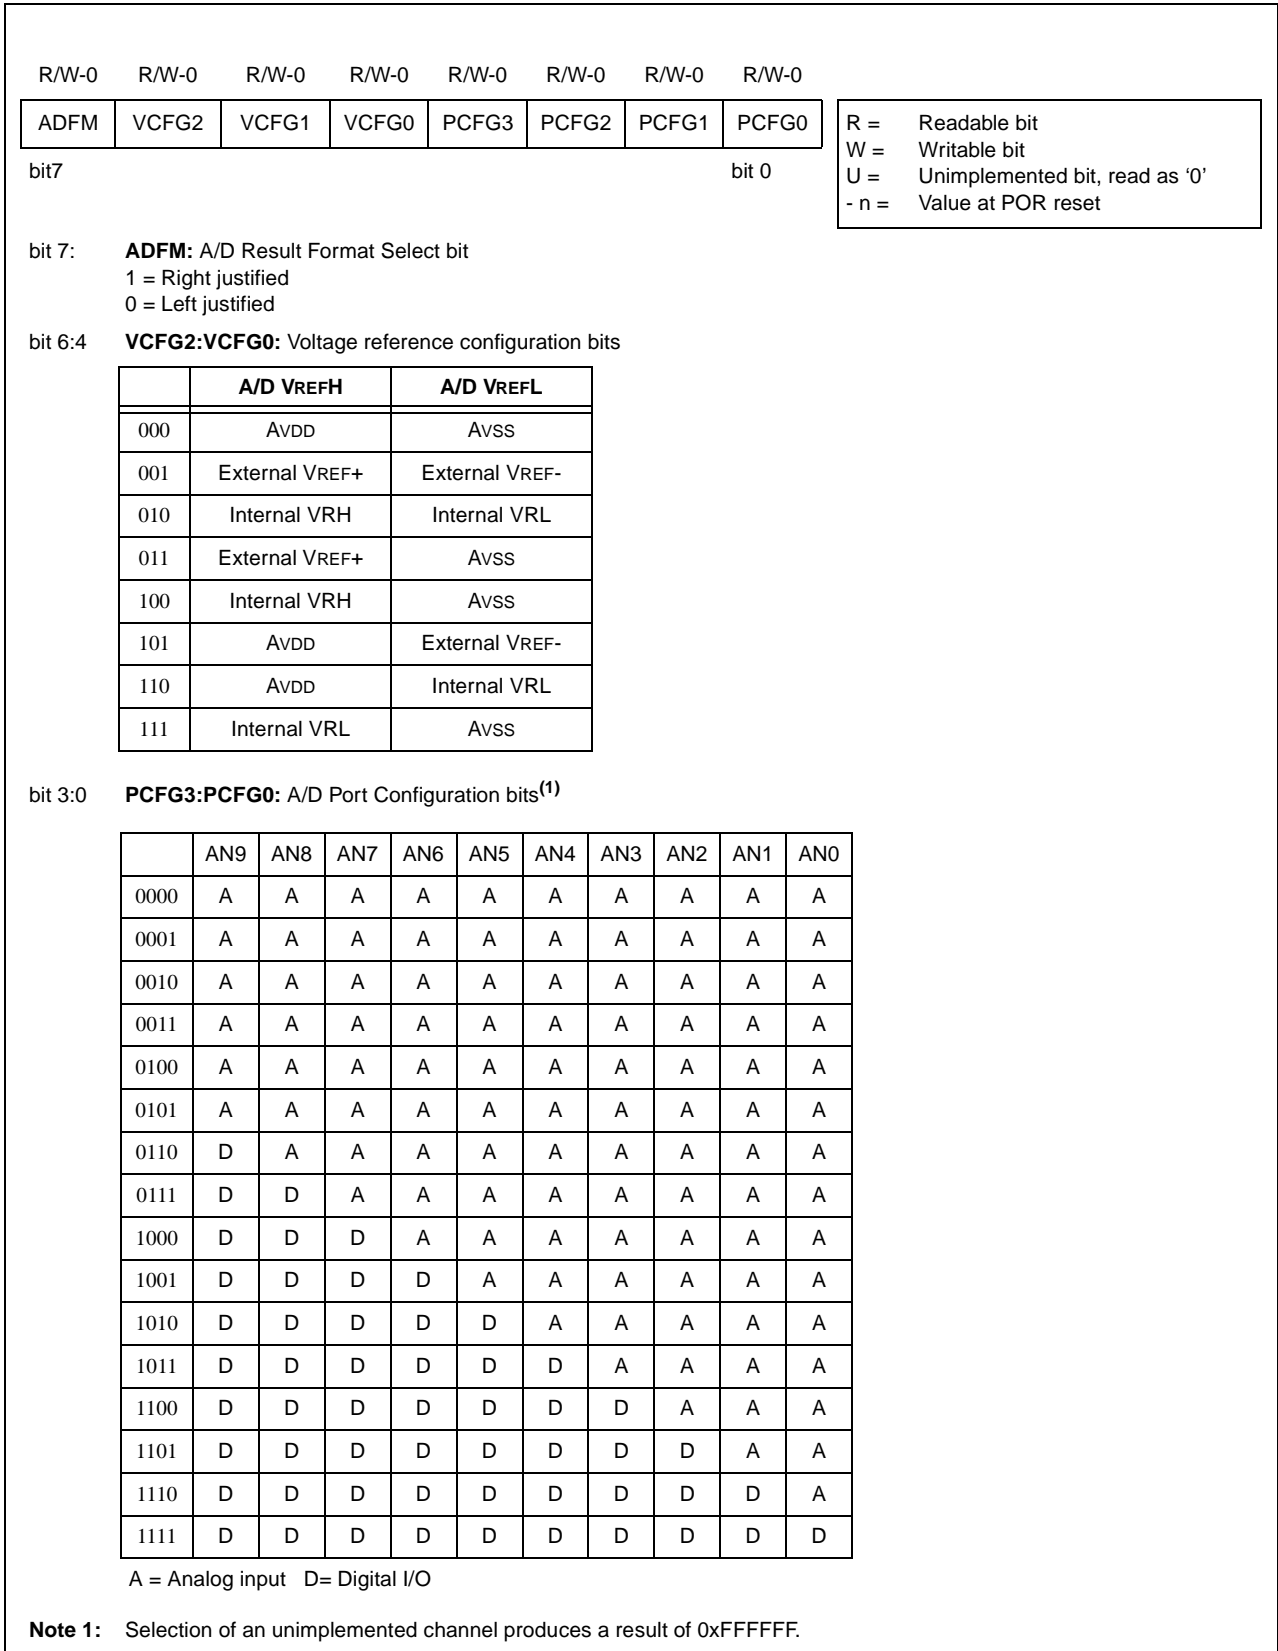 R/W-0 R/W-0 R/W-0 R/W-0 R/W-0 R/W-0 R/W-0 R/W-0
ADFM VCFG2 VCFG1 VCFG0 PCFG3 PCFG2 PCFG1 PCFG0
bit7 bit 0
R = Readable bit
W = Writable bit
U = Unimplemented bit, read as ‘0’
- n = Value at POR reset
bit 7: ADFM: A/D Result Format Select bit
1 = Right justified
0 = Left justified
bit 6:4 VCFG2:VCFG0: Voltage reference configuration bits
A/D VREFH A/D VREFL
000 AVDD AVSS
001 External VREF+ External VREF-
010 Internal VRH Internal VRL
011 External VREF+ AVSS
100 Internal VRH AVSS
101 AVDD External VREF-
110 AVDD Internal VRL
111 Internal VRL AVSS
bit 3:0 PCFG3:PCFG0: A/D Port Configuration bits(1)
AN9 AN8 AN7 AN6 AN5 AN4 AN3 AN2 AN1 AN0
0000 A A A A A A A A A A
0001 A A A A A A A A A A
0010 A A A A A A A A A A
0011 A A A A A A A A A A
0100 A A A A A A A A A A
0101 A A A A A A A A A A
0110 D A A A A A A A A A
0111 D D A A A A A A A A
1000 D D D A A A A A A A
1001 D D D D A A A A A A
1010 D D D D D A A A A A
1011 D D D D D D A A A A
1100 D D D D D D D A A A
1101 D D D D D D D D A A
1110 D D D D D D D D D A
1111 D D D D D D D D D D
A = Analog input D= Digital I/O
Note 1: Selection of an unimplemented channel produces a result of 0xFFFFFF.